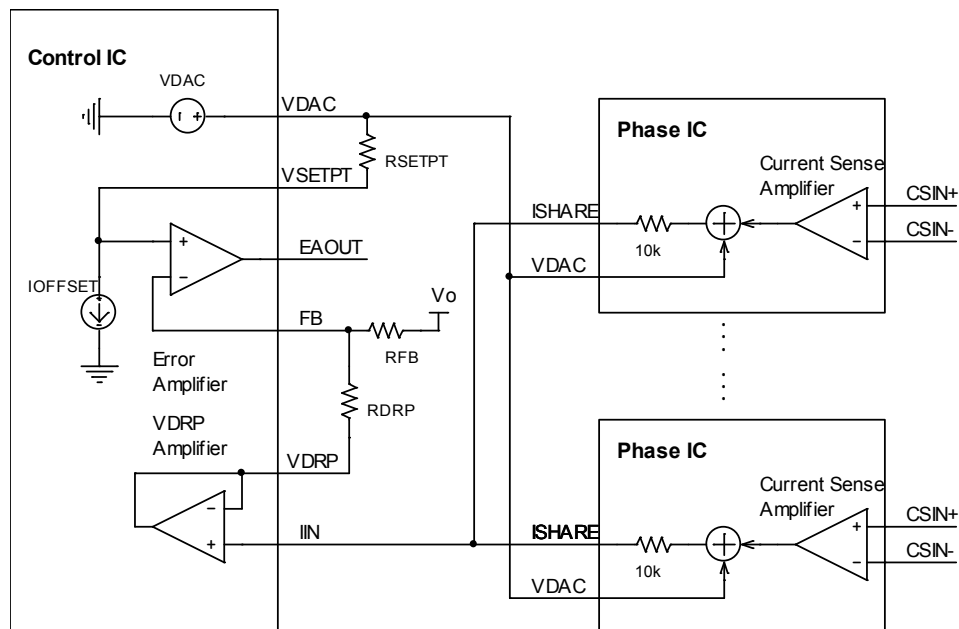 Control IC
VDAC
VDAC
RSETPT
VSETPT
+
EAOUT
-
IOFFSET
Vo
FB
RFB
Error
Amplifier
RDRP
VDRP
Amplifier
VDRP
-
+
IIN
Phase IC
Current Sense
Amplifier
CSIN+
+
ISHARE
10k
-
CSIN-
VDAC
Phase IC
Current Sense
Amplifier
CSIN+
+
ISHARE
10k
-
CSIN-
VDAC